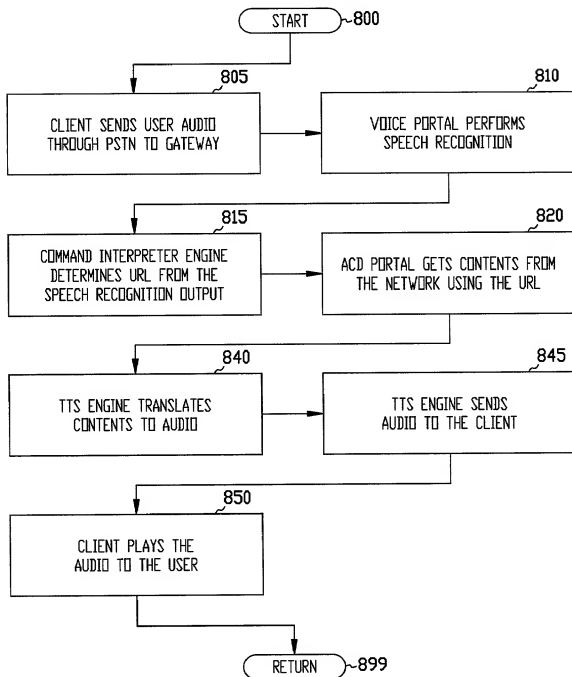 START
800
805
CLIENT SENDS USER AUDIO
THROUGH PSTN TO GATEWAY
810
VOICE PORTAL PERFORMS
SPEECH RECOGNITION
815
COMMAND INTERPRETER ENGINE
DETERMINES URL FROM THE
SPEECH RECOGNITION OUTPUT
820
ACD PORTAL GETS CONTENTS FROM
THE NETWORK USING THE URL
840
TTS ENGINE TRANSLATES
CONTENTS TO AUDIO
845
TTS ENGINE SENDS
AUDIO TO THE CLIENT
850
CLIENT PLAYS THE
AUDIO TO THE USER
RETURN
899